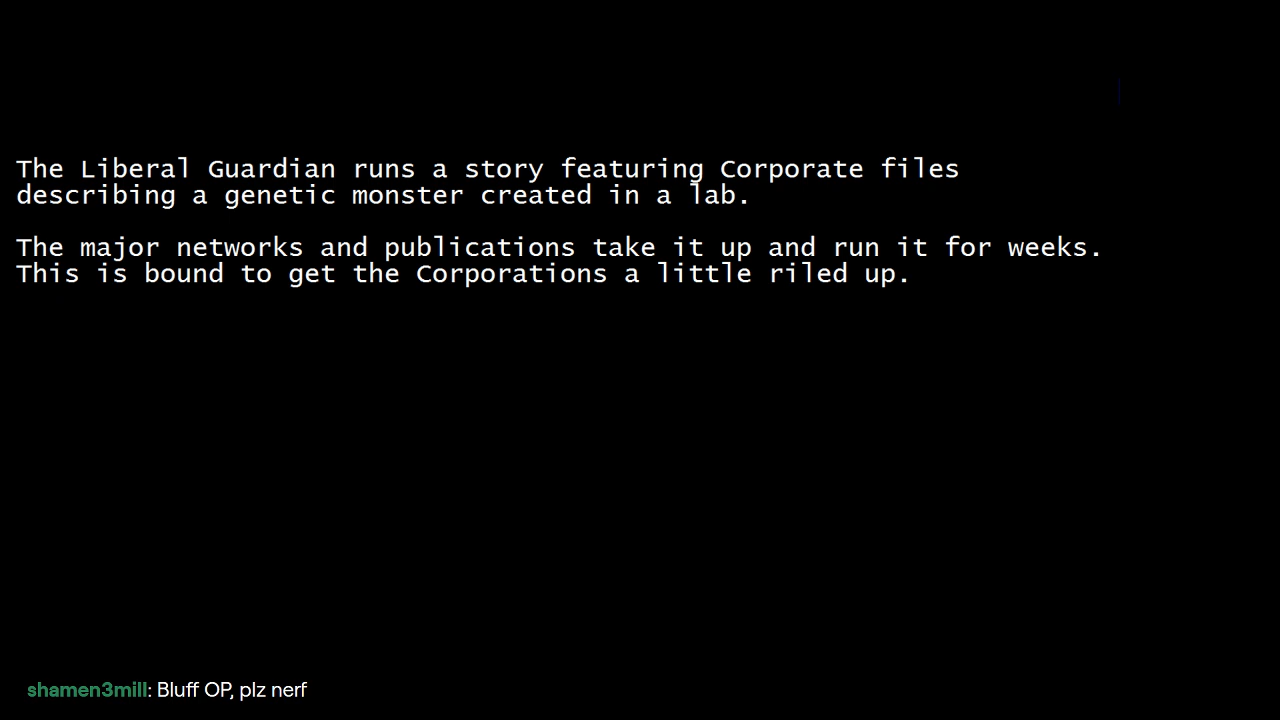 The Liberal Guardian runs a story featuring Corporate files
describing a genetic monster created in a lab.
The major networks and publications take it up and run it for weeks.
This is bound to get the Corporations a little riled up.
shamen3mill: Bluff OP, plz nerf